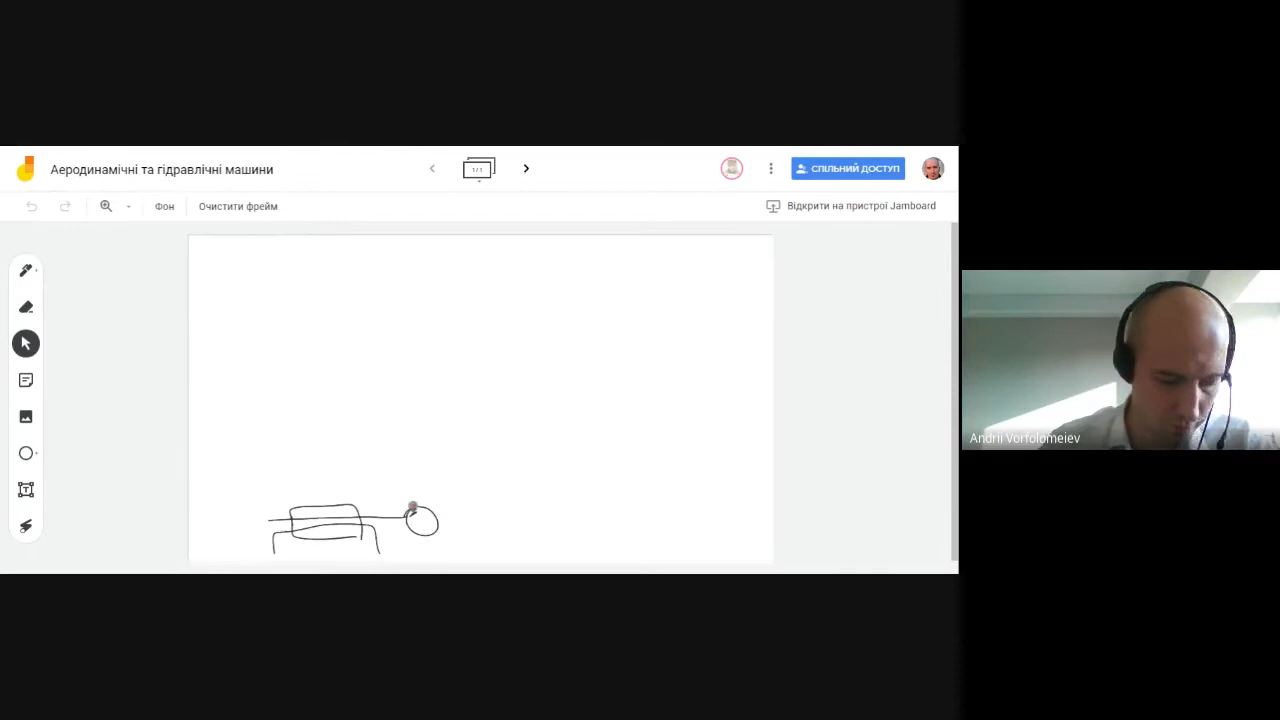 Аеродинамічні та гідравлічні машини
1/1
СПІЛЬНИЙ ДОСТУП
Фон
Очистити фрейм
Відкрити на пристрої Jamboard
Andrii Vorfolomeiev